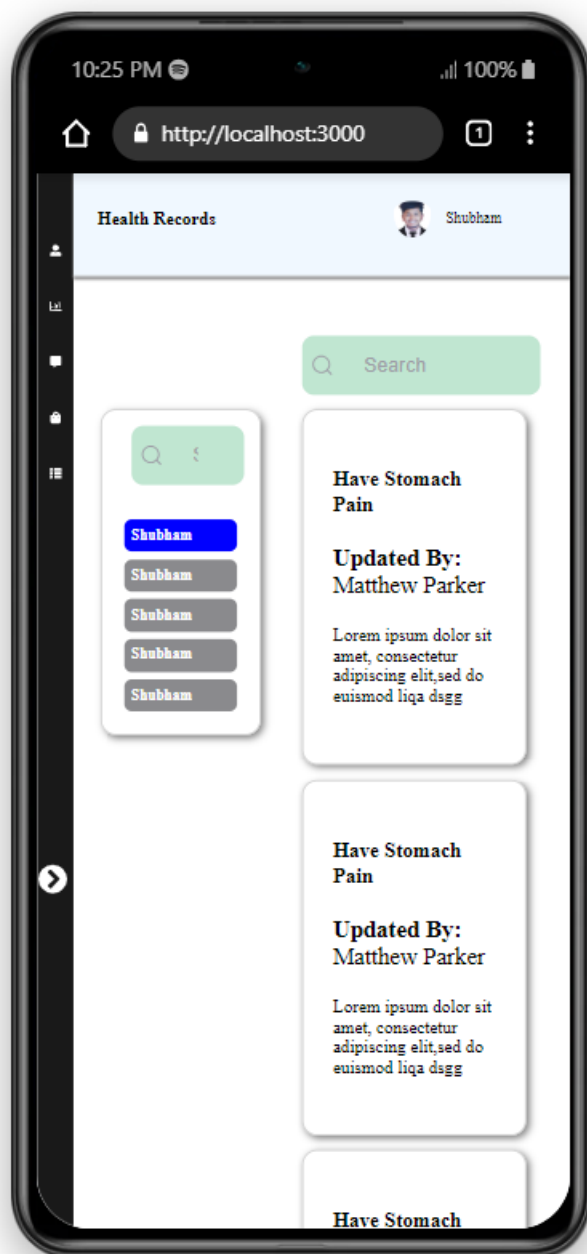 10:25 PM
100%
http://localhost:3000
1
Health Records
Shubham
Search
Shubham
Shubham
Shubham
Shubham
Shubham
Have Stomach
Pain
Updated By:
Matthew Parker
Lorem ipsum dolor sit
amet, consectetur
adipiscing elit,sed do
euismod liqa dsgg
Have Stomach
Pain
Updated By:
Matthew Parker
Lorem ipsum dolor sit
amet, consectetur
adipiscing elit,sed do
euismod liqa dsgg
Have Stomach